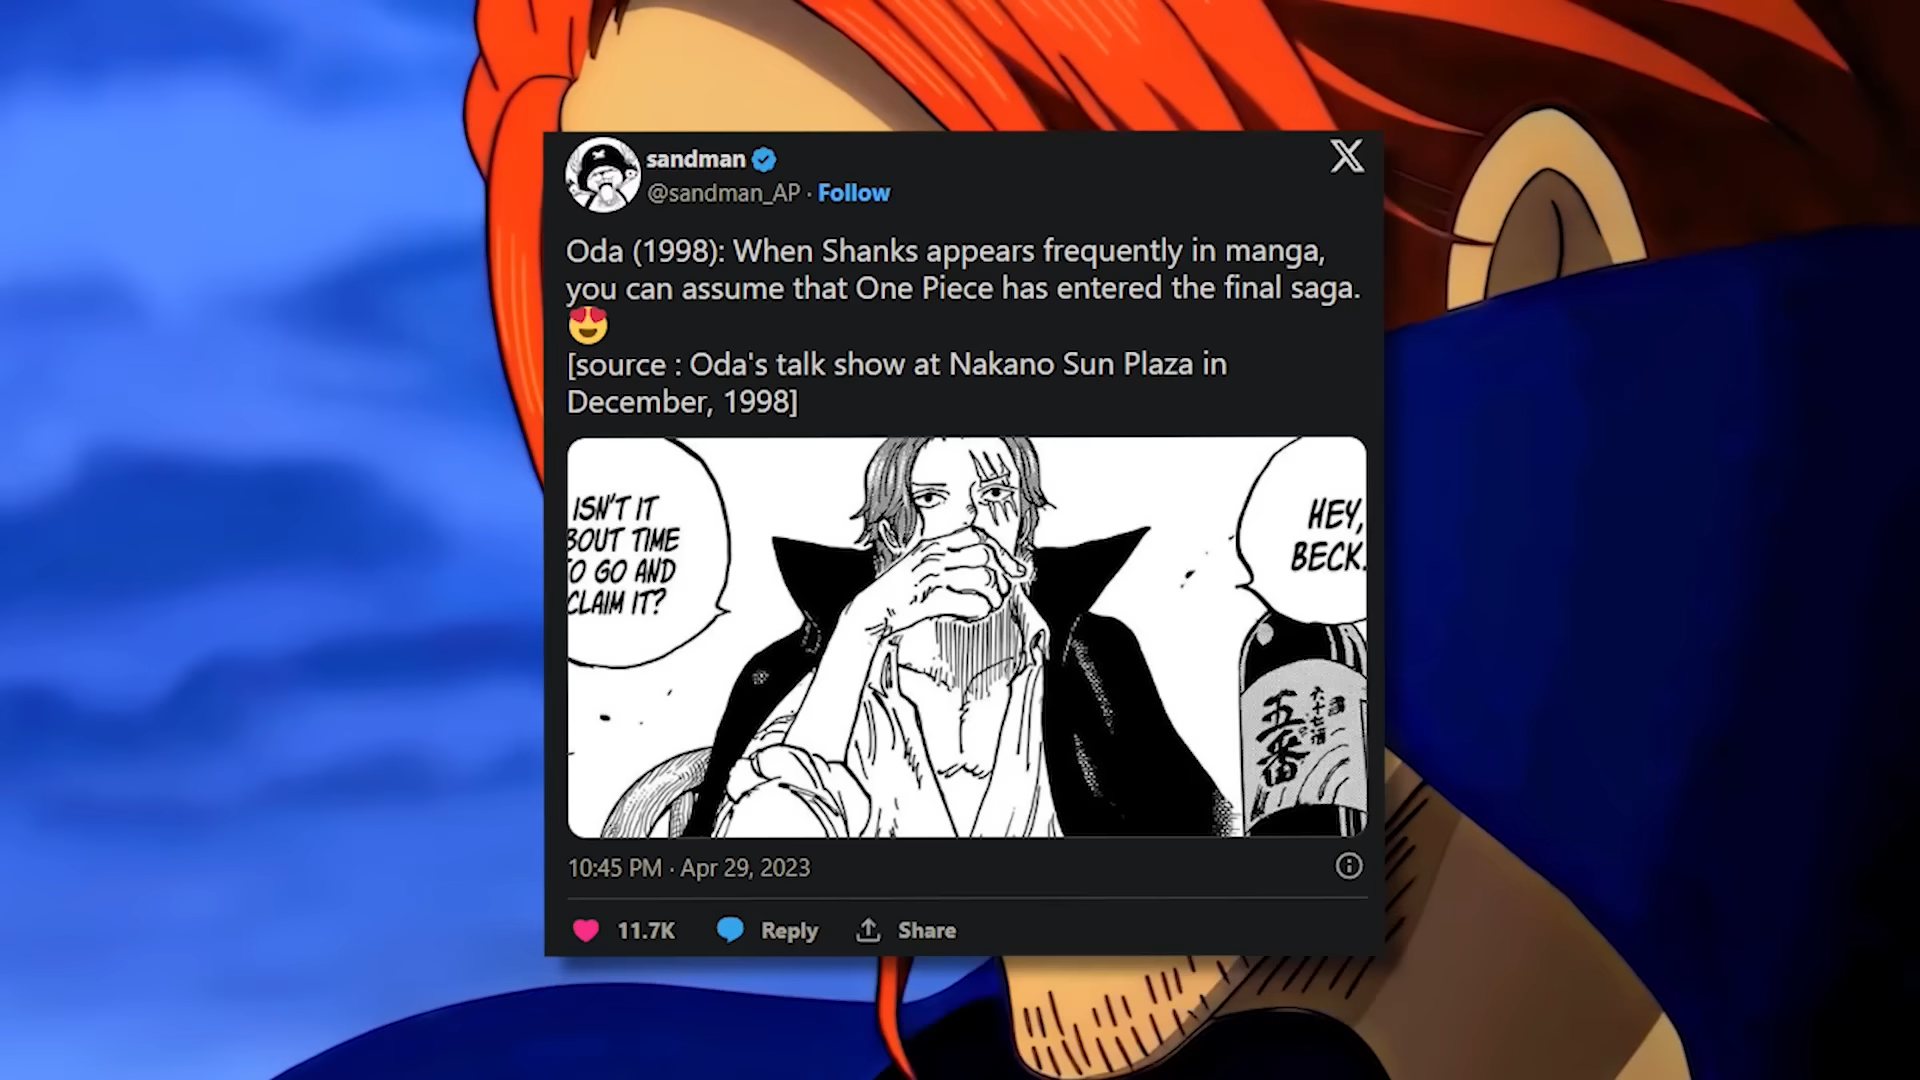 sandman
@sandman_AP · Follow
Oda (1998): When Shanks appears frequently in manga,
you can assume that One Piece has entered the final saga.
😍
[source : Oda's talk show at Nakano Sun Plaza in
December, 1998]
HEY,
BECK.
ISN'T IT
BOUT TIME
TO GO AND
CLAIM IT?
五番
10:45 PM · Apr 29, 2023
11.7K Reply Share